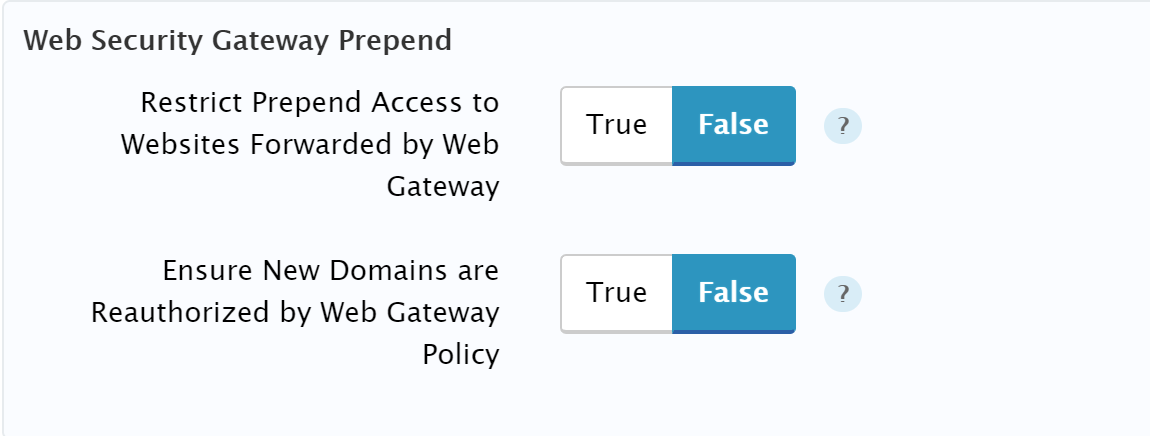 Web Security Gateway Prepend
Restrict Prepend Access to
Websites Forwarded by Web
Gateway
True False ?
Ensure New Domains are
Reauthorized by Web Gateway
Policy
True False ?